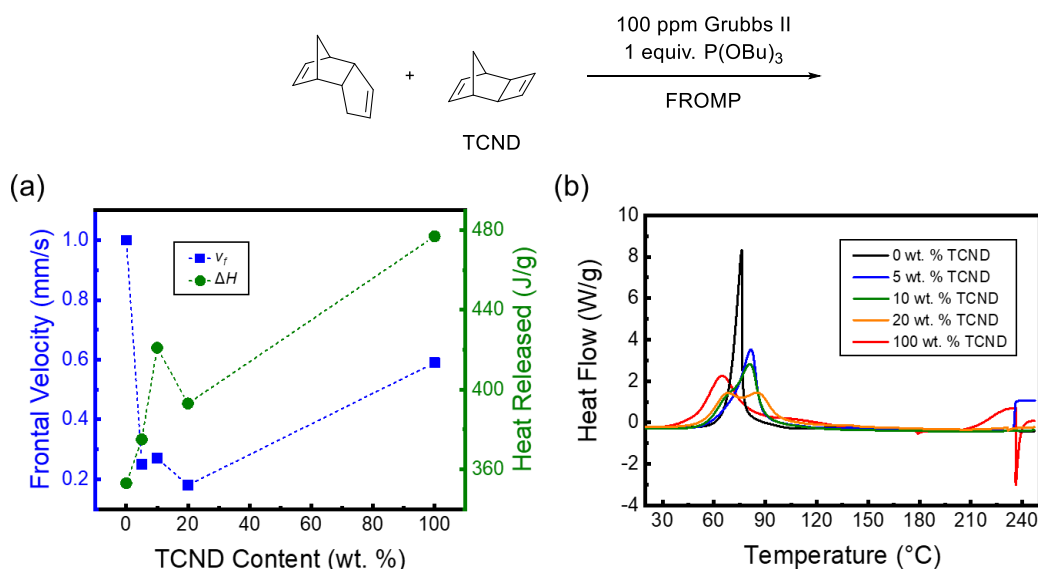 100 ppm Grubbs II
1 equiv. P(OBu)3
+
FROMP
TCND
(a)
Frontal Velocity (mm/s)
1.0
0.8
0.6
0.4
0.2
vf
ΔH
480
440
400
360
Heat Released (J/g)
0 20 40 60 80 100
TCND Content (wt. %)
(b)
Heat Flow (W/g)
10
8
6
4
2
0
-2
-4
0 wt. % TCND
5 wt. % TCND
10 wt. % TCND
20 wt. % TCND
100 wt. % TCND
30 60 90 120 150 180 210 240
Temperature (°C)